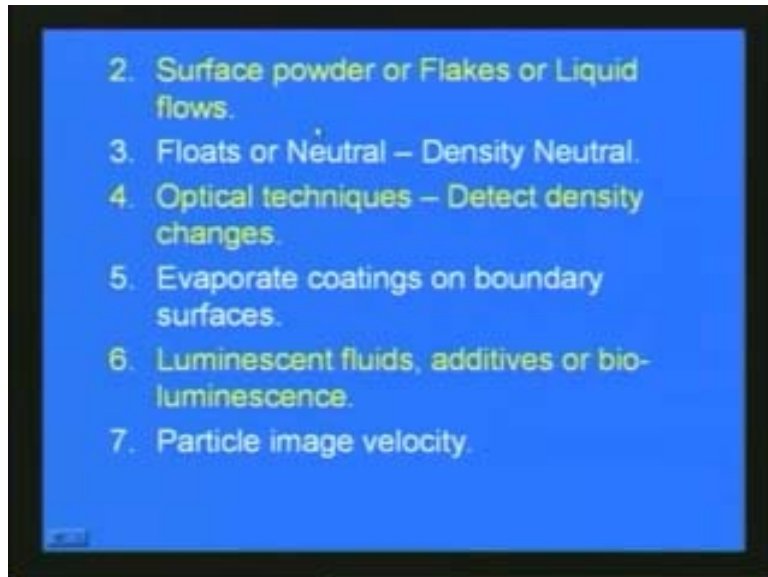 2. Surface powder or Flakes or Liquid
flows.
3. Floats or Neutral – Density Neutral.
4. Optical techniques – Detect density
changes.
5. Evaporate coatings on boundary
surfaces.
6. Luminescent fluids, additives or bio-
luminescence.
7. Particle image velocity.